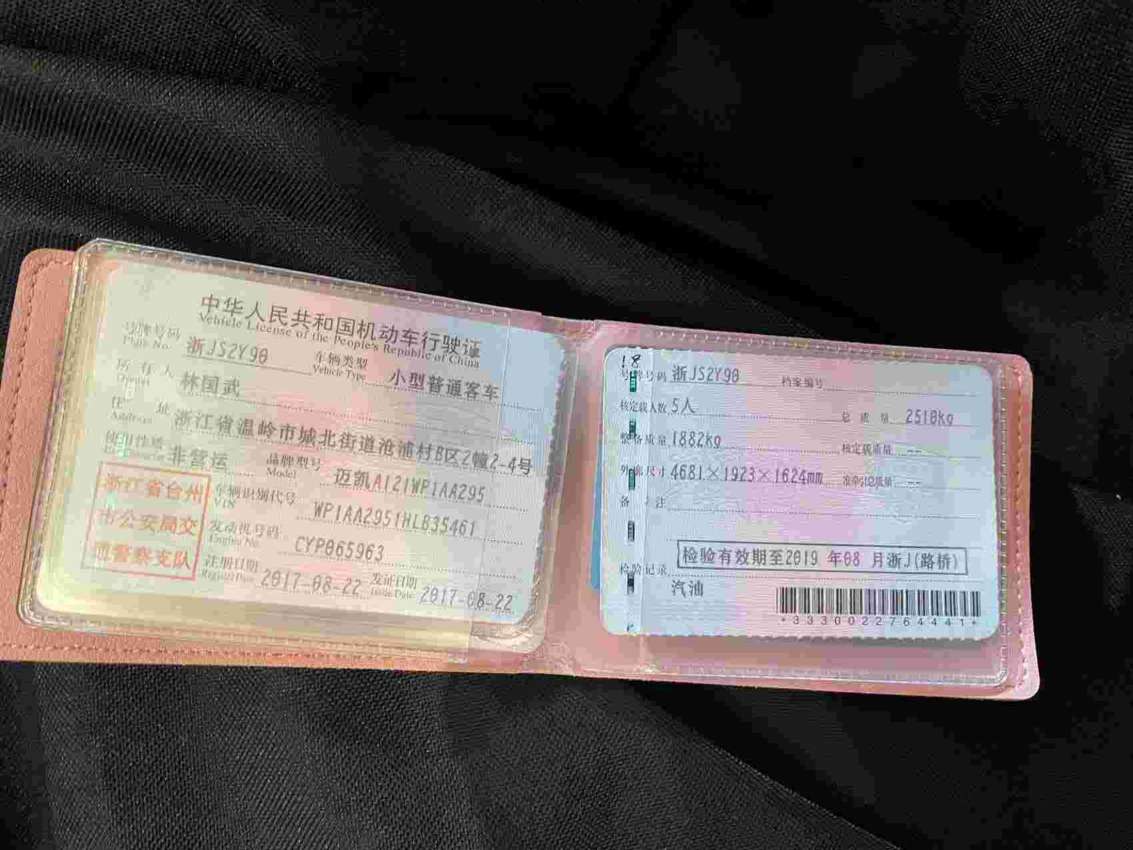 中华人民共和国机动车行驶证
Vehicle License of the People's Republic of China
号牌号码 浙JS2Y90 车辆类型 小型普通客车
Plate No. Vehicle Type
所有人 林国武
Owner
住址 浙江省温岭市城北街道沧浦村B区2幢2-4号
Address
使用性质 非营运 品牌型号 迈凯A121WP1AA295
Use Character Model
浙江省台州
市公安局交
通警察支队
车辆识别代号 WP1AA2951HLB35461
VIN
发动机号码 CYP065963
Engine No.
注册日期 2017-08-22 发证日期 2017-08-22
Register Date Issue Date
18
号牌号码 浙JS2Y90 档案编号
核定载人数 5人 总质量 2510kg
整备质量 1882kg 核定载质量 --
外廓尺寸 4681×1923×1624mm 准牵引总质量 --
备注
检验有效期至2019年08月浙J(路桥)
检验记录
汽油
*3330022764441*